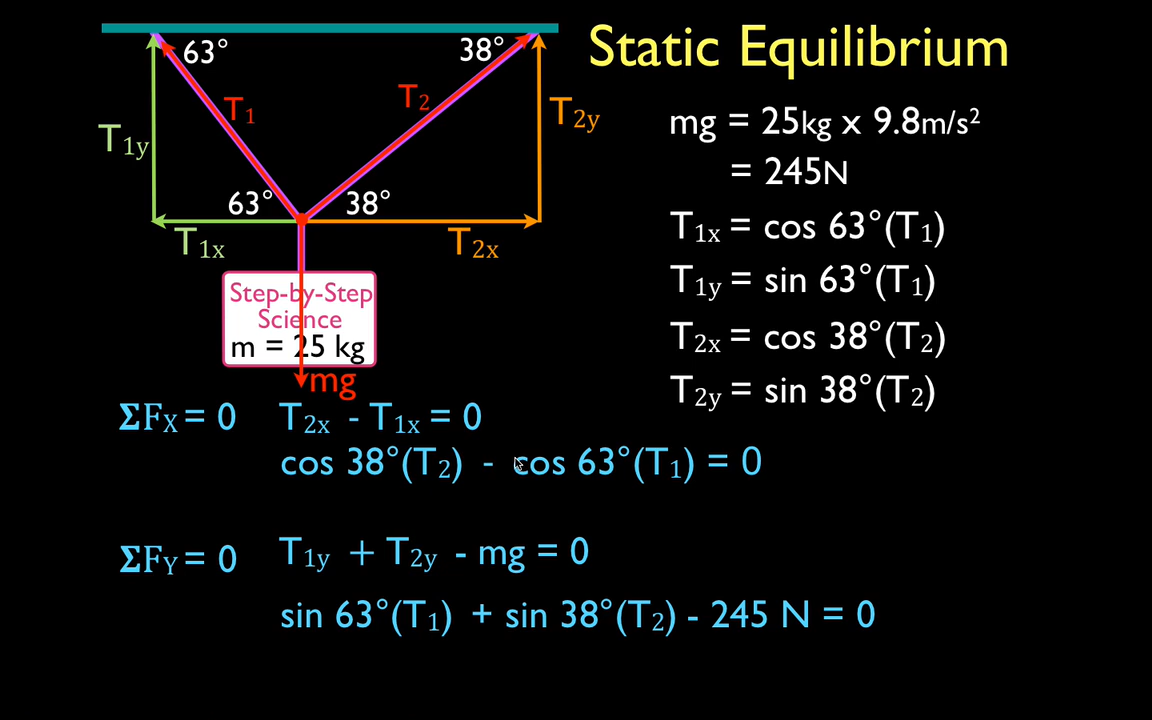 Static Equilibrium
63°
38°
T₁
T₂
T₁y
T₂y
63°
38°
T₁x
T₂x
Step-by-Step
Science
m = 25 kg
mg
mg = 25kg x 9.8m/s²
= 245N
T₁x = cos 63°(T₁)
T₁y = sin 63°(T₁)
T₂x = cos 38°(T₂)
T₂y = sin 38°(T₂)
ΣFX = 0 T₂x - T₁x = 0
cos 38°(T₂) - cos 63°(T₁) = 0
ΣFY = 0 T₁y + T₂y - mg = 0
sin 63°(T₁) + sin 38°(T₂) - 245 N = 0